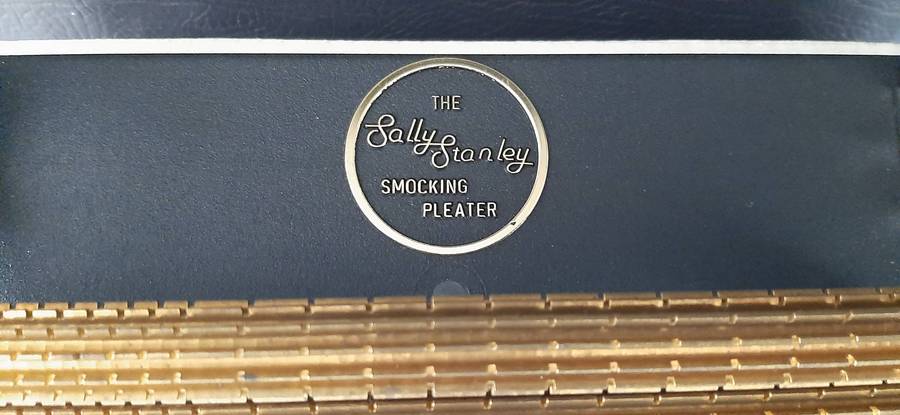 THE
Sally Stanley
SMOCKING
PLEATER